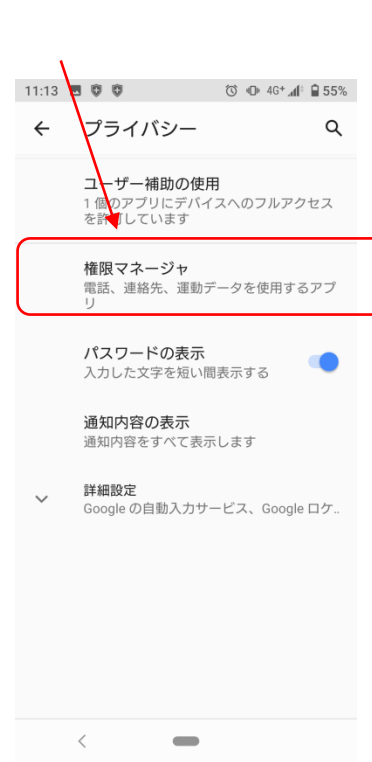 11:13 4G+ 55%
プライバシー
ユーザー補助の使用
1 個のアプリにデバイスへのフルアクセス
を許可しています
権限マネージャ
電話、連絡先、運動データを使用するアプ
リ
パスワードの表示
入力した文字を短い間表示する
通知内容の表示
通知内容をすべて表示します
詳細設定
Google の自動入力サービス、Google ロケ..